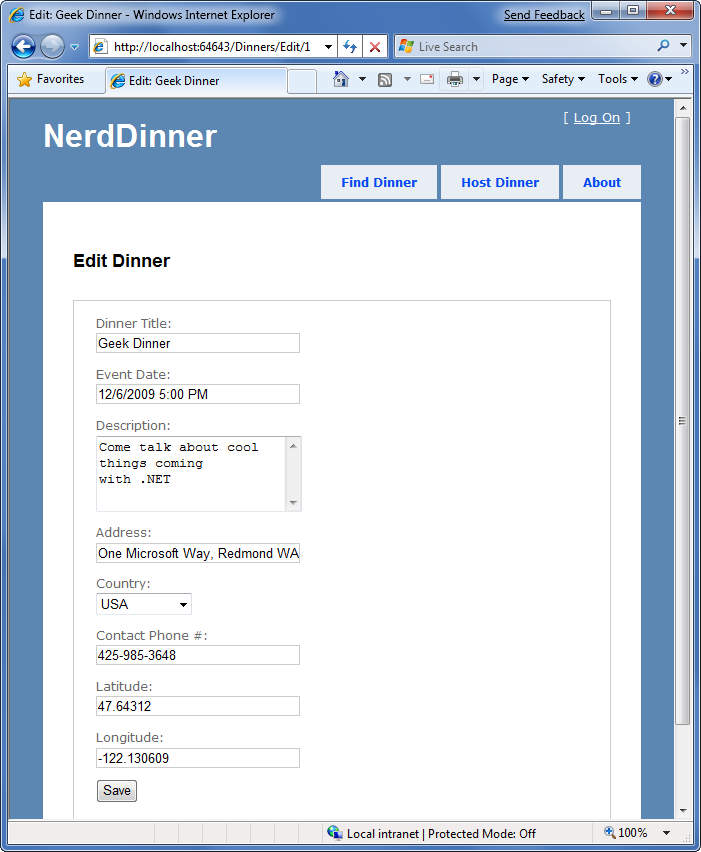 Edit: Geek Dinner - Windows Internet Explorer
Send Feedback
http://localhost:64643/Dinners/Edit/1
Live Search
Favorites
Edit: Geek Dinner
Page
Safety
Tools
»
[ Log On ]
NerdDinner
Find Dinner
Host Dinner
About
Edit Dinner
Dinner Title:
Geek Dinner
Event Date:
12/6/2009 5:00 PM
Description:
Come talk about cool
things coming
with .NET
Address:
One Microsoft Way, Redmond WA
Country:
USA
Contact Phone #:
425-985-3648
Latitude:
47.64312
Longitude:
-122.130609
Save
Local intranet | Protected Mode: Off
100%